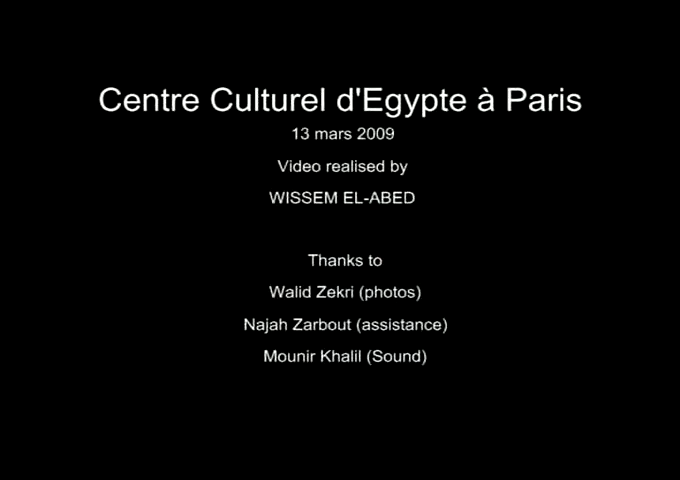 Centre Culturel d'Egypte à Paris
13 mars 2009
Video realised by
WISSEM EL-ABED
Thanks to
Walid Zekri (photos)
Najah Zarbout (assistance)
Mounir Khalil (Sound)